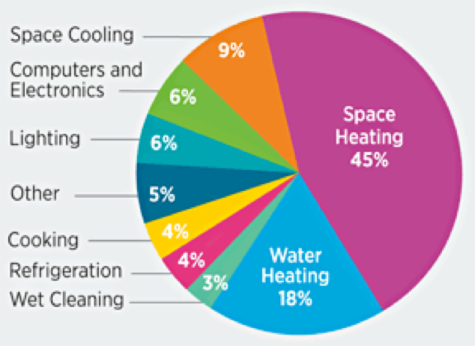 Space Cooling
9%
Computers and
Electronics
6%
Lighting
6%
Other
5%
Cooking
4%
Refrigeration
4%
Wet Cleaning
3%
Space
Heating
45%
Water
Heating
18%